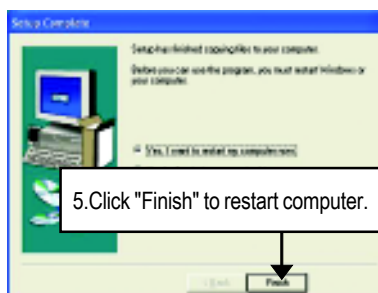 Setup Complete
Setup has finished copying files to your computer.
Before you can use the program, you must restart Windows or
your computer.
Yes, I want to restart my computer now.
5.Click "Finish" to restart computer.
< Back
Finish